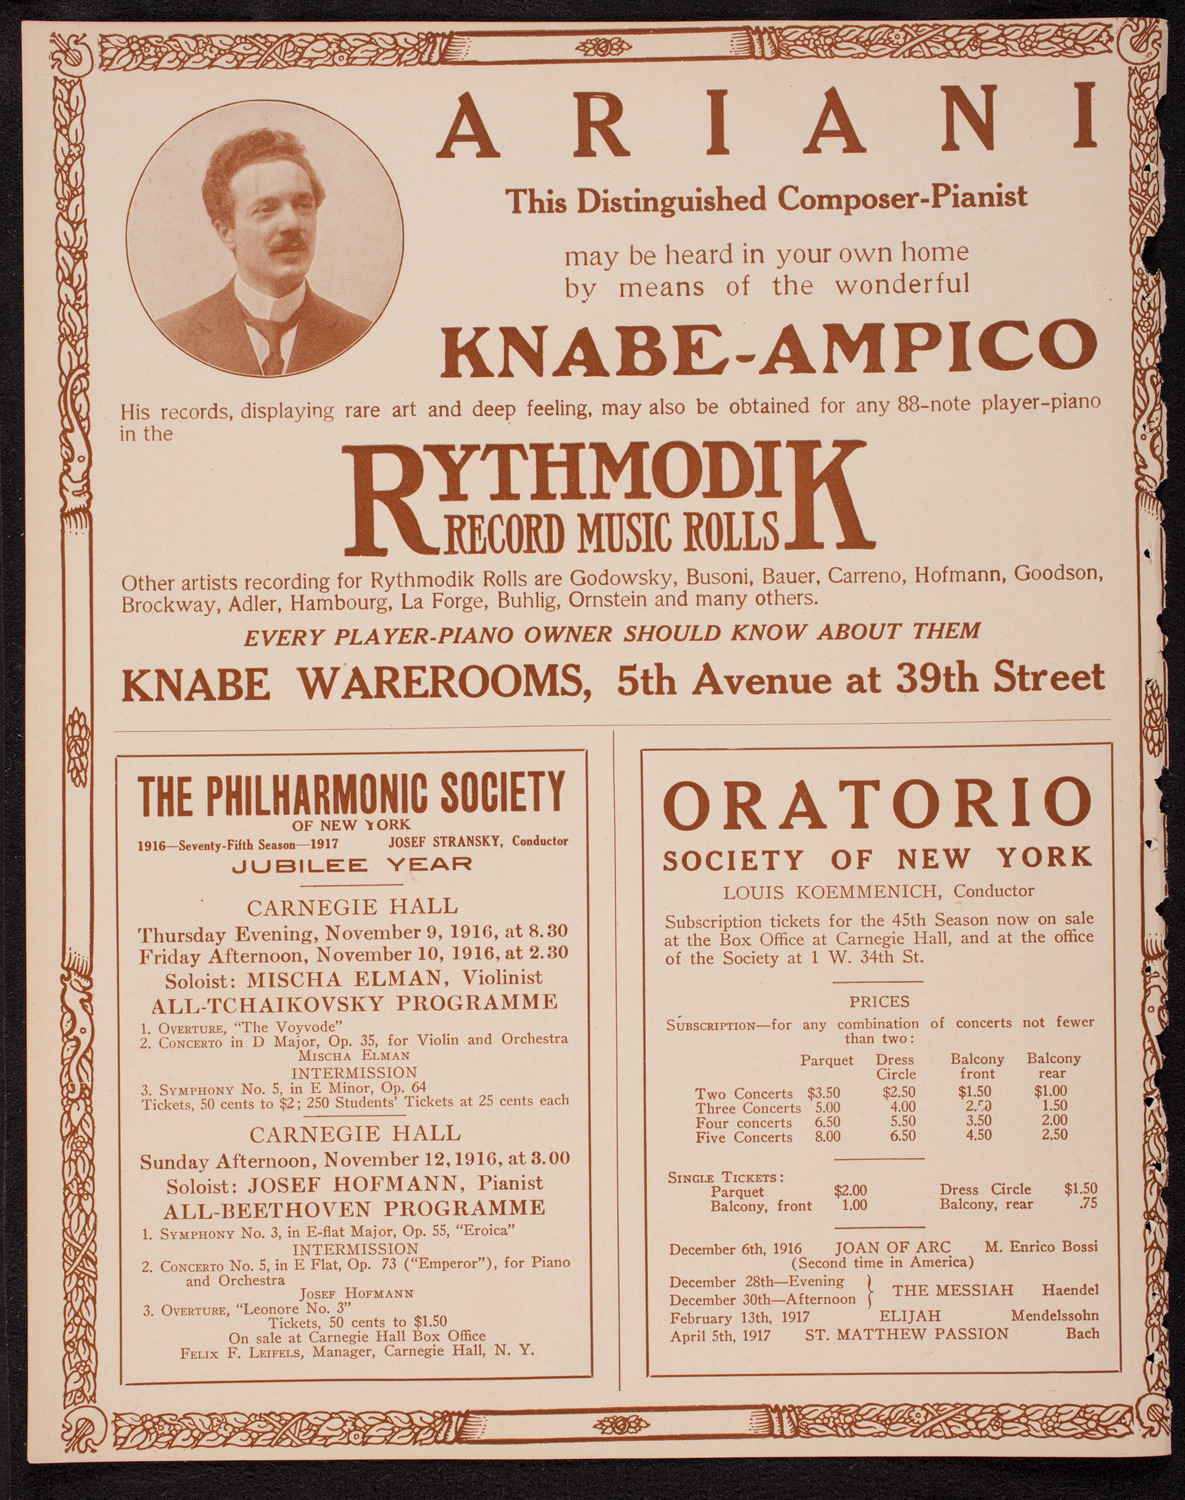 ARIANI
This Distinguished Composer-Pianist
may be heard in your own home
by means of the wonderful
KNABE-AMPICO
His records, displaying rare art and deep feeling, may also be obtained for any 88-note player-piano
in the
RYTHMODIK
RECORD MUSIC ROLLS
Other artists recording for Rythmodik Rolls are Godowsky, Busoni, Bauer, Carreno, Hofmann, Goodson,
Brockway, Adler, Hambourg, La Forge, Buhlig, Ornstein and many others.
EVERY PLAYER-PIANO OWNER SHOULD KNOW ABOUT THEM
KNABE WAREROOMS, 5th Avenue at 39th Street
THE PHILHARMONIC SOCIETY
OF NEW YORK
1916—Seventy-Fifth Season—1917 JOSEF STRANSKY, Conductor
JUBILEE YEAR
CARNEGIE HALL
Thursday Evening, November 9, 1916, at 8.30
Friday Afternoon, November 10, 1916, at 2.30
Soloist: MISCHA ELMAN, Violinist
ALL-TCHAIKOVSKY PROGRAMME
1. OVERTURE, "The Voyvode"
2. CONCERTO in D Major, Op. 35, for Violin and Orchestra
MISCHA ELMAN
INTERMISSION
3. SYMPHONY No. 5, in E Minor, Op. 64
Tickets, 50 cents to $2; 250 Students' Tickets at 25 cents each
CARNEGIE HALL
Sunday Afternoon, November 12, 1916, at 3.00
Soloist: JOSEF HOFMANN, Pianist
ALL-BEETHOVEN PROGRAMME
1. SYMPHONY No. 3, in E-flat Major, Op. 55, "Eroica"
INTERMISSION
2. CONCERTO No. 5, in E Flat, Op. 73 ("Emperor"), for Piano
and Orchestra
JOSEF HOFMANN
3. OVERTURE, "Leonore No. 3"
Tickets, 50 cents to $1.50
On sale at Carnegie Hall Box Office
FELIX F. LEIFELS, Manager, Carnegie Hall, N. Y.
ORATORIO
SOCIETY OF NEW YORK
LOUIS KOEMMENICH, Conductor
Subscription tickets for the 45th Season now on sale
at the Box Office at Carnegie Hall, and at the office
of the Society at 1 W. 34th St.
PRICES
SUBSCRIPTION—for any combination of concerts not fewer
than two:
Parquet Dress Balcony Balcony
Circle front rear
Two Concerts $3.50 $2.50 $1.50 $1.00
Three Concerts 5.00 4.00 2.50 1.50
Four concerts 6.50 5.50 3.50 2.00
Five Concerts 8.00 6.50 4.50 2.50
SINGLE TICKETS:
Parquet $2.00 Dress Circle $1.50
Balcony, front 1.00 Balcony, rear .75
December 6th, 1916 JOAN OF ARC M. Enrico Bossi
(Second time in America)
December 28th—Evening
December 30th—Afternoon } THE MESSIAH Haendel
February 13th, 1917 ELIJAH Mendelssohn
April 5th, 1917 ST. MATTHEW PASSION Bach